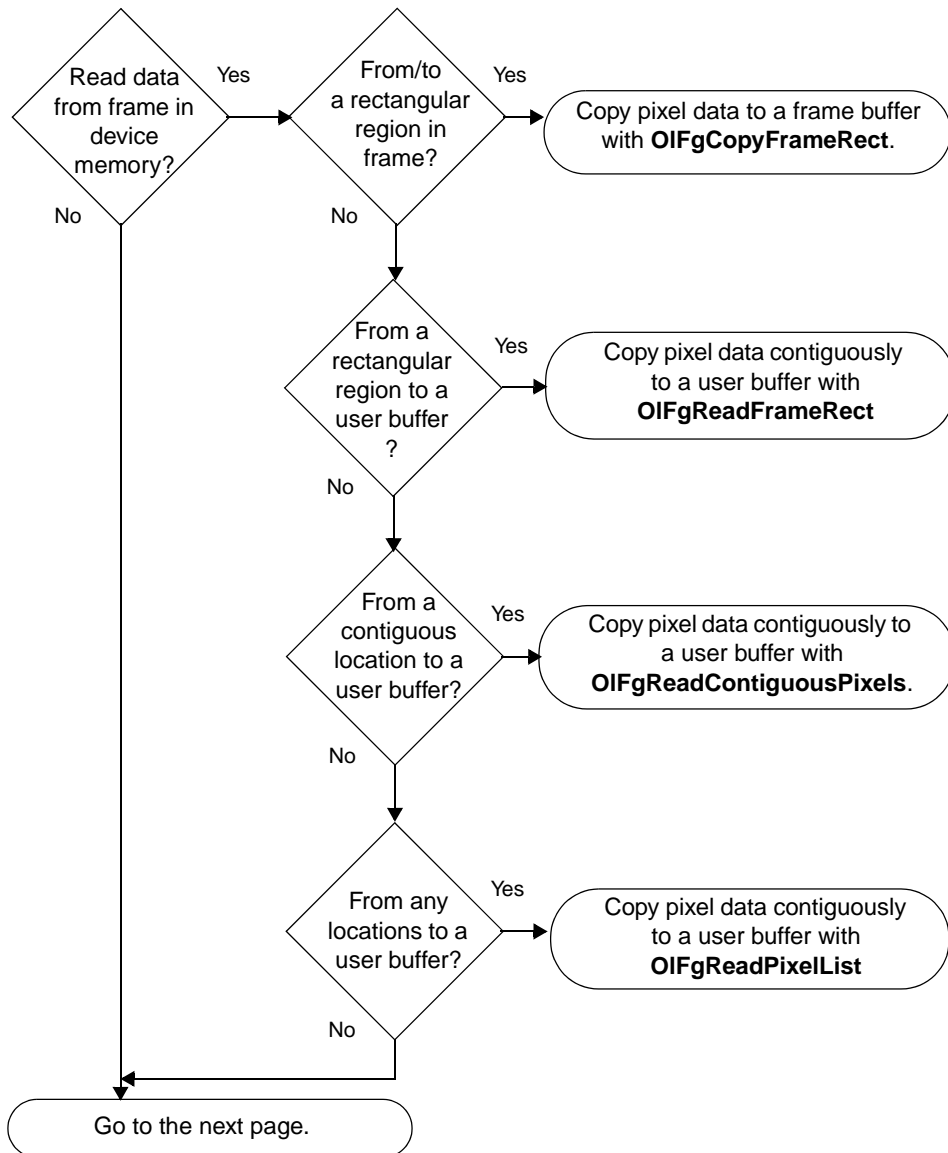 Read data
from frame in
device
memory?
Yes
No
From/to
a rectangular
region in
frame?
Yes
No
Copy pixel data to a frame buffer
with OlFgCopyFrameRect.
From a
rectangular
region to a
user buffer
?
Yes
No
Copy pixel data contiguously
to a user buffer with
OlFgReadFrameRect
From a
contiguous
location to a
user buffer?
Yes
No
Copy pixel data contiguously to
a user buffer with
OlFgReadContiguousPixels.
From any
locations to a
user buffer?
Yes
No
Copy pixel data contiguously
to a user buffer with
OlFgReadPixelList
Go to the next page.